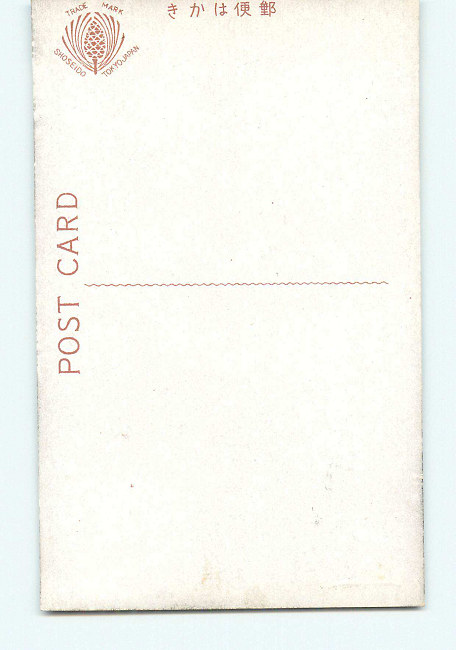 きかは便郵
TRADE MARK
SHOSEIDO TOKYO JAPAN
POST CARD